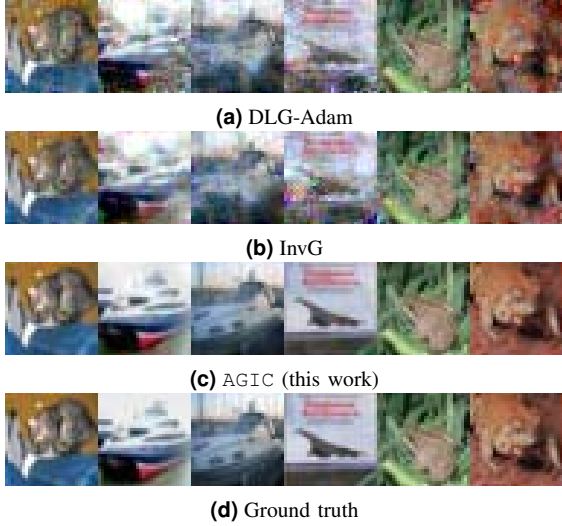 (a) DLG-Adam
(b) InvG
(c) AGIC (this work)
(d) Ground truth